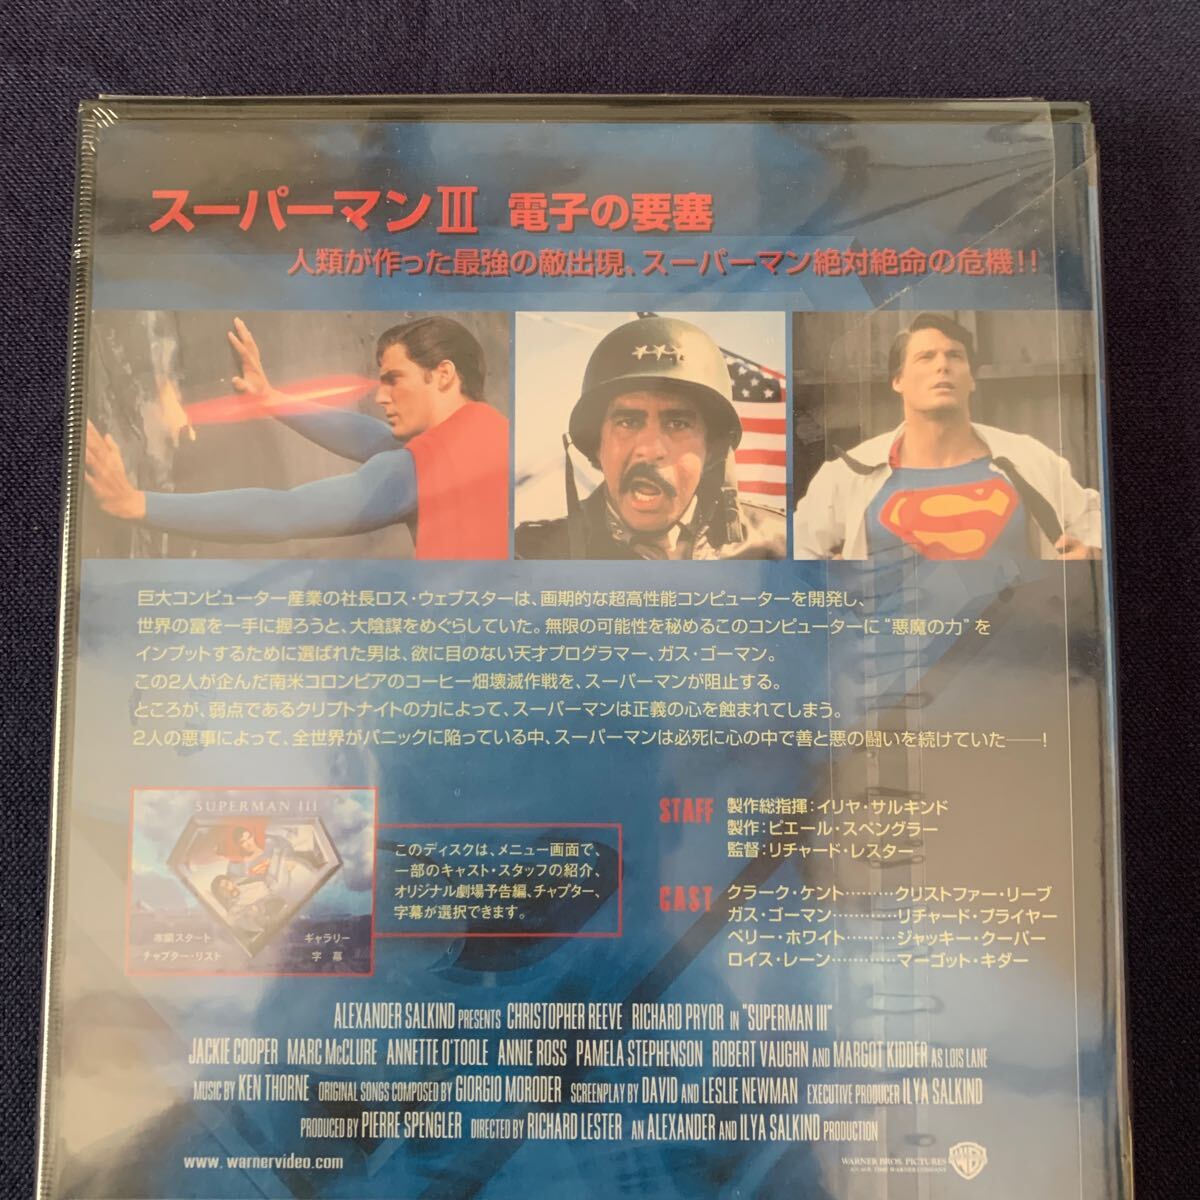 スーパーマンⅢ 電子の要塞
人類が作った最強の敵出現、スーパーマン絶対絶命の危機!!
巨大コンピューター産業の社長ロス・ウェブスターは、画期的な超高性能コンピューターを開発し、
世界の冨を一手に握ろうと、大陰謀をめぐらしていた。無限の可能性を秘めるこのコンピューターに“悪魔の力”を
インプットするために選ばれた男は、欲に目のない天才プログラマー、ガス・ゴーマン。
この2人が企んだ南米コロンビアのコーヒー畑壊滅作戦を、スーパーマンが阻止する。
ところが、弱点であるクリプトナイトの力によって、スーパーマンは正義の心を蝕まれてしまう。
2人の悪事によって、全世界がパニックに陥っている中、スーパーマンは必死に心の中で善と悪の闘いを続けていた――!
SUPERMAN III
本編スタート
チャプター・リスト
ギャラリー
字幕
このディスクは、メニュー画面で、
一部のキャスト・スタッフの紹介、
オリジナル劇場予告編、チャプター、
字幕が選択できます。
STAFF 製作総指揮:イリヤ・サルキンド
製作:ピエール・スペングラー
監督:リチャード・レスター
CAST クラーク・ケント………クリストファー・リーブ
ガス・ゴーマン…………リチャード・プライヤー
ペリー・ホワイト………ジャッキー・クーパー
ロイス・レーン…………マーゴット・キダー
ALEXANDER SALKIND PRESENTS CHRISTOPHER REEVE RICHARD PRYOR IN "SUPERMAN III"
JACKIE COOPER MARC McCLURE ANNETTE O'TOOLE ANNIE ROSS PAMELA STEPHENSON ROBERT VAUGHN AND MARGOT KIDDER AS LOIS LANE
MUSIC BY KEN THORNE ORIGINAL SONGS COMPOSED BY GIORGIO MORODER SCREENPLAY BY DAVID AND LESLIE NEWMAN EXECUTIVE PRODUCER ILYA SALKIND
PRODUCED BY PIERRE SPENGLER DIRECTED BY RICHARD LESTER AN ALEXANDER AND ILYA SALKIND PRODUCTION
www. warnervideo.com
WARNER BROS. PICTURES
AN AOL TIME WARNER COMPANY